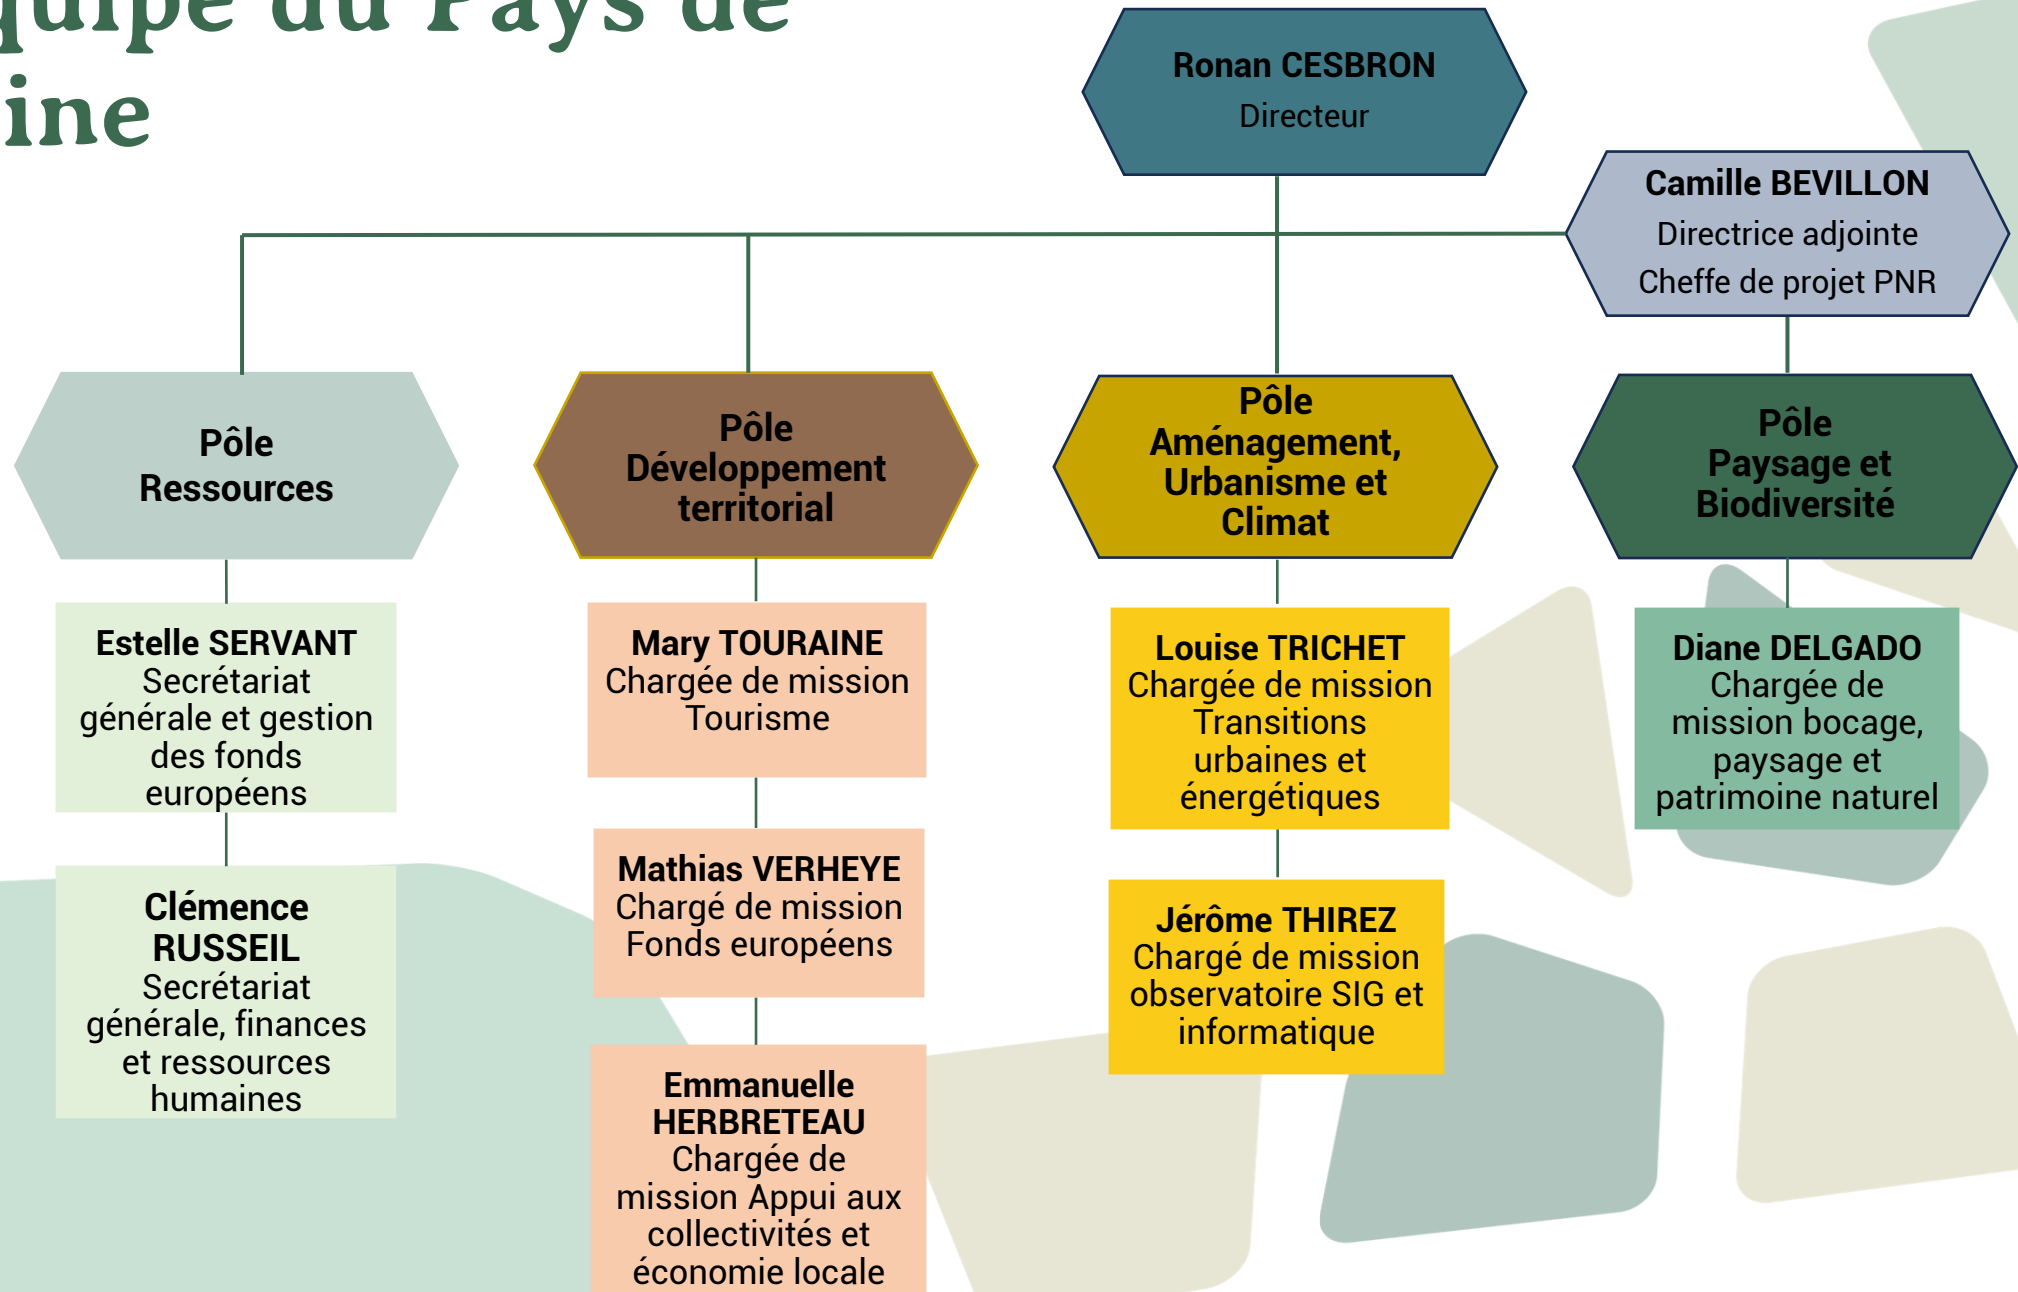 quipe du Pays de
ine
Ronan CESBRON
Directeur
Camille BEVILLON
Directrice adjointe
Cheffe de projet PNR
Pôle
Ressources
Pôle
Développement
territorial
Pôle
Aménagement,
Urbanisme et
Climat
Pôle
Paysage et
Biodiversité
Estelle SERVANT
Secrétariat
générale et gestion
des fonds
européens
Clémence
RUSSEIL
Secrétariat
générale, finances
et ressources
humaines
Mary TOURAINE
Chargée de mission
Tourisme
Mathias VERHEYE
Chargé de mission
Fonds européens
Emmanuelle
HERBRETEAU
Chargée de
mission Appui aux
collectivités et
économie locale
Louise TRICHET
Chargée de mission
Transitions
urbaines et
énergétiques
Jérôme THIREZ
Chargé de mission
observatoire SIG et
informatique
Diane DELGADO
Chargée de
mission bocage,
paysage et
patrimoine naturel